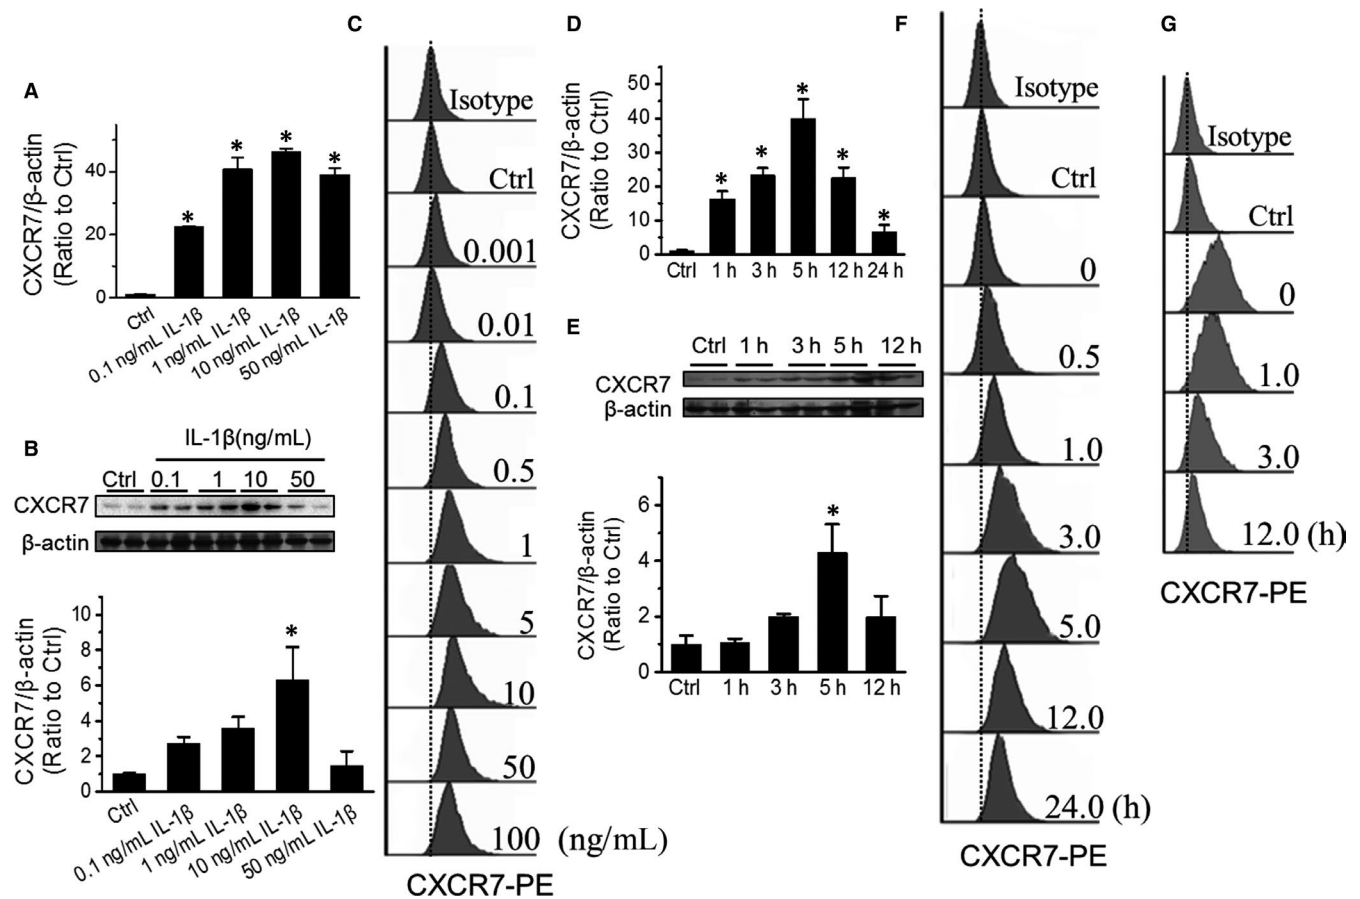 A
CXCR7/β-actin
(Ratio to Ctrl)
40
20
0
Ctrl
0.1 ng/mL IL-1β
1 ng/mL IL-1β
10 ng/mL IL-1β
50 ng/mL IL-1β
* * * *
B
IL-1β(ng/mL)
Ctrl 0.1 1 10 50
CXCR7
β-actin
CXCR7/β-actin
(Ratio to Ctrl)
10
8
6
4
2
0
*
Ctrl
0.1 ng/mL IL-1β
1 ng/mL IL-1β
10 ng/mL IL-1β
50 ng/mL IL-1β
C
Isotype
Ctrl
0.001
0.01
0.1
0.5
1
5
10
50
100 (ng/mL)
CXCR7-PE
D
CXCR7/β-actin
(Ratio to Ctrl)
50
40
30
20
10
0
* * * * *
Ctrl 1 h 3 h 5 h 12 h 24 h
E
Ctrl 1 h 3 h 5 h 12 h
CXCR7
β-actin
CXCR7/β-actin
(Ratio to Ctrl)
6
4
2
0
*
Ctrl 1 h 3 h 5 h 12 h
F
Isotype
Ctrl
0
0.5
1.0
3.0
5.0
12.0
24.0 (h)
CXCR7-PE
G
Isotype
Ctrl
0
1.0
3.0
12.0 (h)
CXCR7-PE